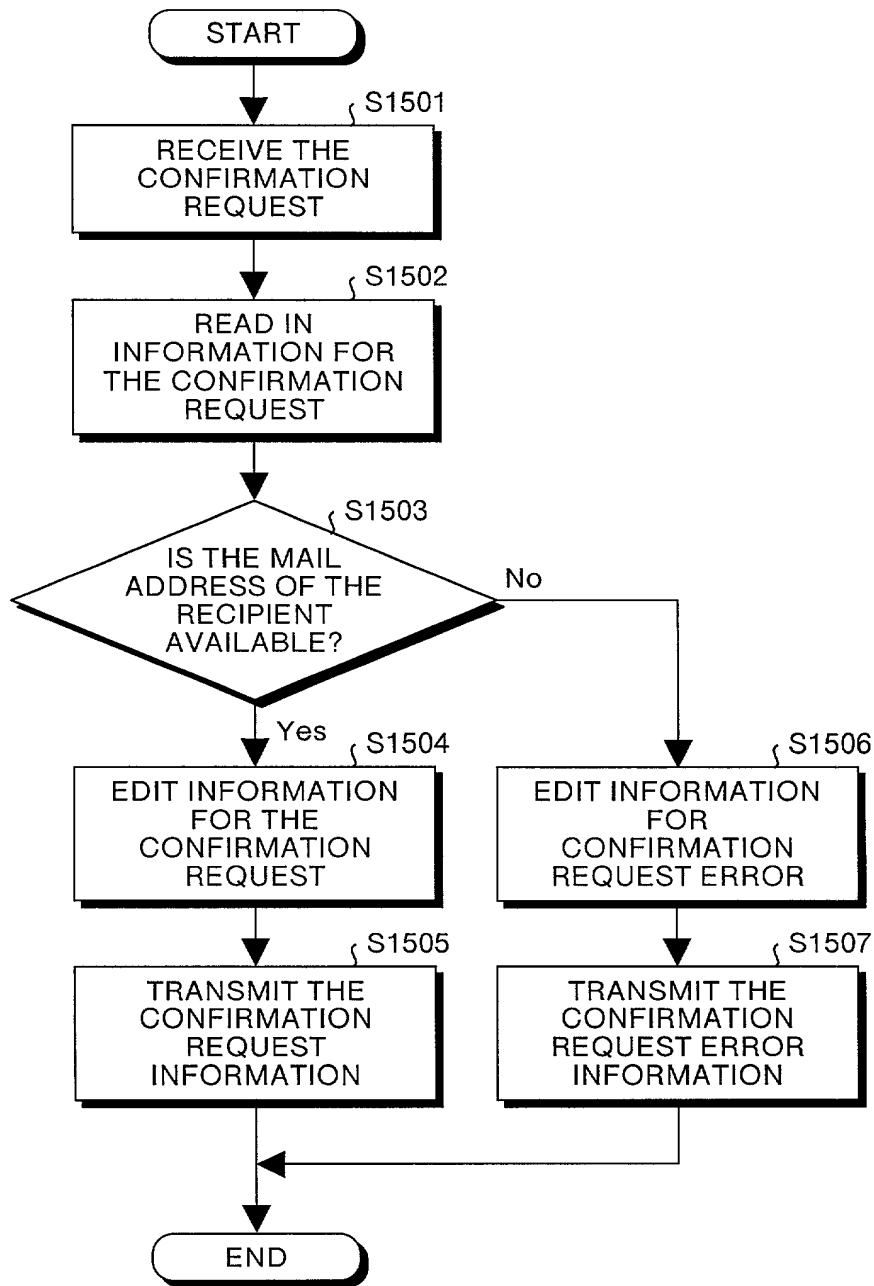 START
S1501
RECEIVE THE
CONFIRMATION
REQUEST
S1502
READ IN
INFORMATION FOR
THE CONFIRMATION
REQUEST
S1503
IS THE MAIL
ADDRESS OF THE
RECIPIENT
AVAILABLE?
No
Yes
S1504
EDIT INFORMATION
FOR THE
CONFIRMATION
REQUEST
S1506
EDIT INFORMATION
FOR
CONFIRMATION
REQUEST ERROR
S1505
TRANSMIT THE
CONFIRMATION
REQUEST
INFORMATION
S1507
TRANSMIT THE
CONFIRMATION
REQUEST ERROR
INFORMATION
END